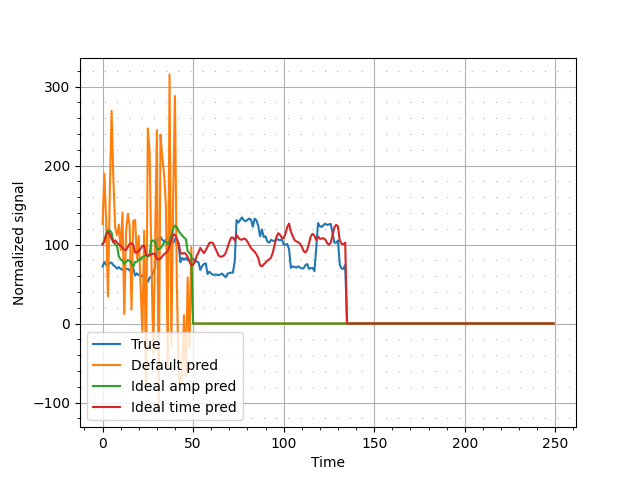 Normalized signal
300
200
100
0
−100
True
Default pred
Ideal amp pred
Ideal time pred
0
50
100
150
200
250
Time